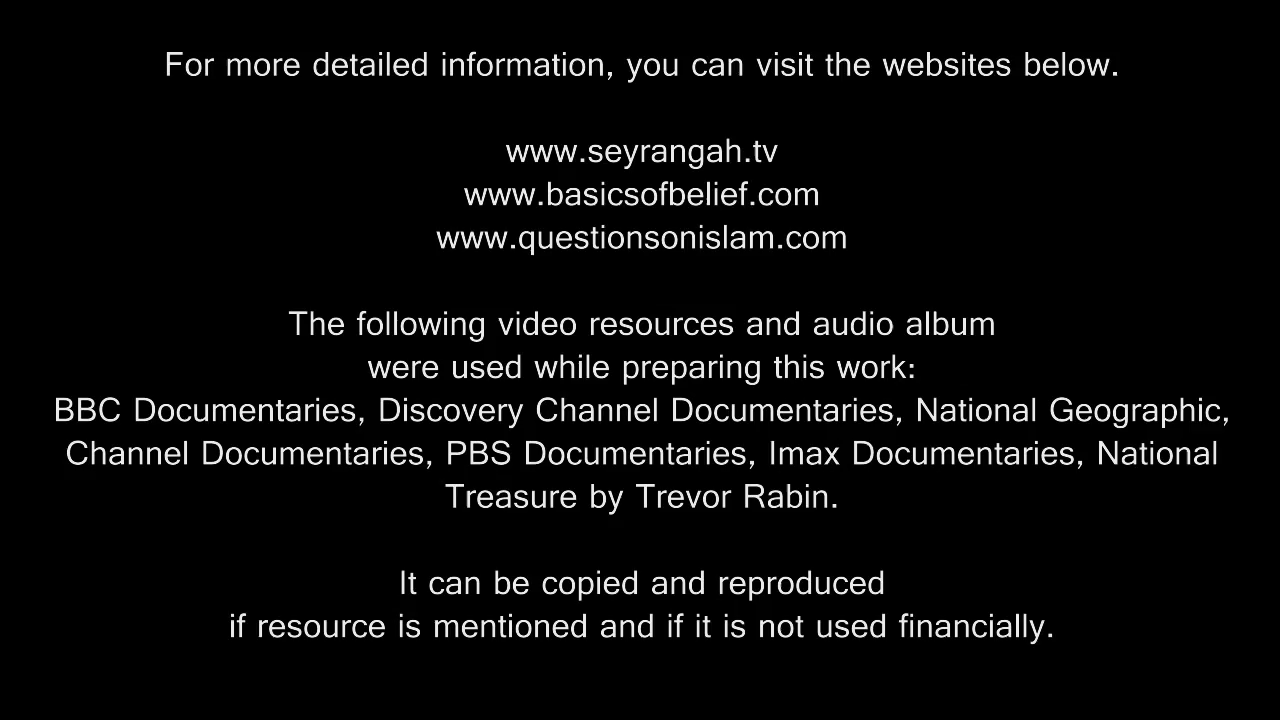 For more detailed information, you can visit the websites below.
www.seyrangah.tv
www.basicsofbelief.com
www.questionsonislam.com
The following video resources and audio album
were used while preparing this work:
BBC Documentaries, Discovery Channel Documentaries, National Geographic,
Channel Documentaries, PBS Documentaries, Imax Documentaries, National
Treasure by Trevor Rabin.
It can be copied and reproduced
if resource is mentioned and if it is not used financially.